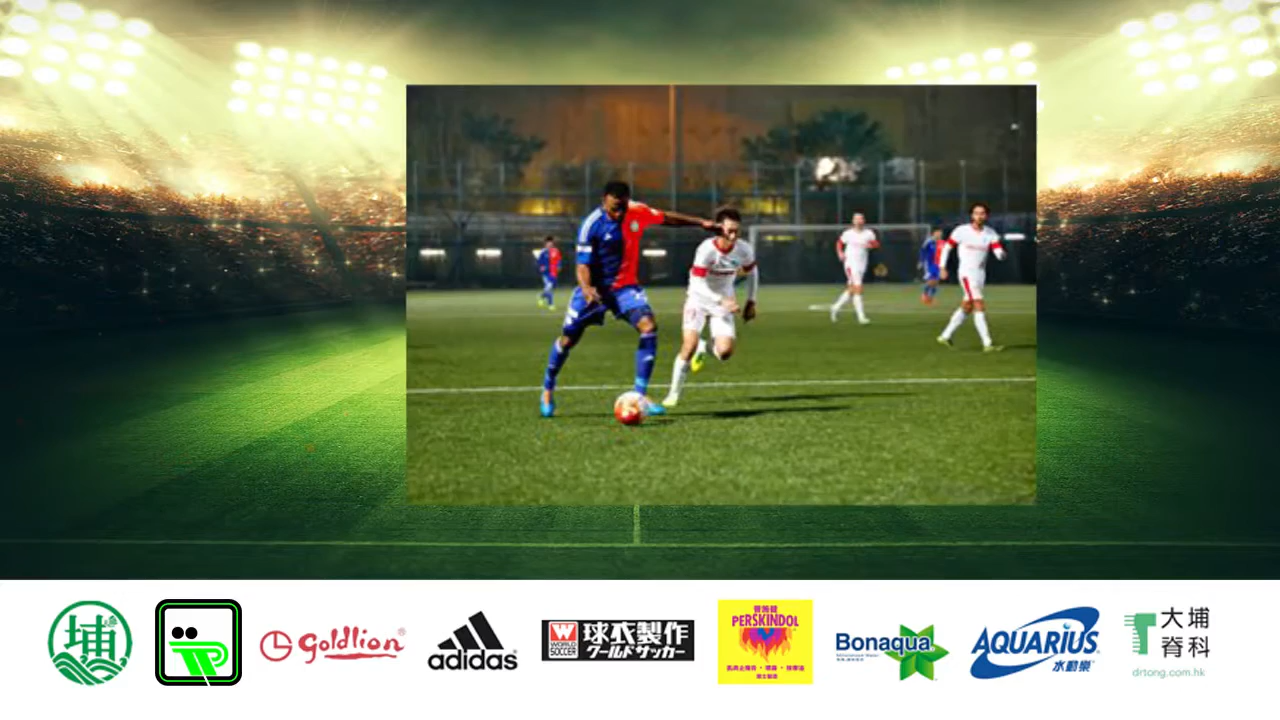 埔
Goldlion®
adidas®
W
WORLD
SOCCER
球衣製作
ワールドサッカー
PERSKINDOL
Bonaqua
AQUARIUS
水動樂
大埔
脊科
drtong.com.hk